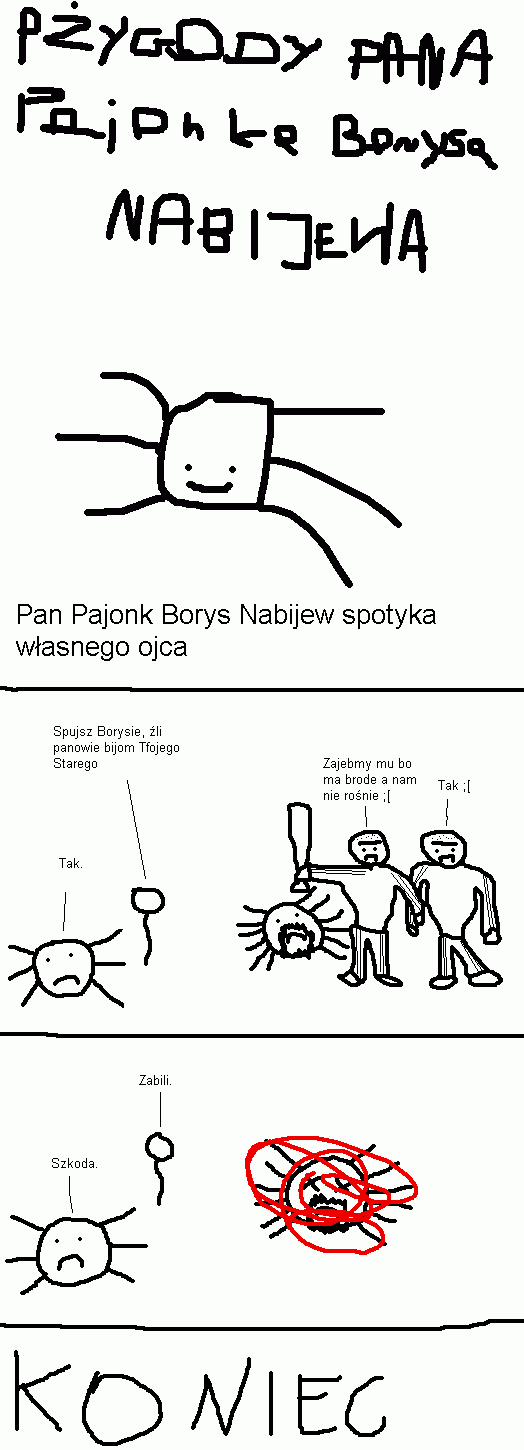 PŻYGODY PANA
Pajonka Borysa
NABIJEWA
Pan Pajonk Borys Nabijew spotyka
własnego ojca
Spujsz Borysie, źli
panowie bijom Tfojego
Starego
Tak.
Zajebmy mu bo
ma brode a nam
nie rośnie ;[
Tak ;[
Zabili.
Szkoda.
KONIEC